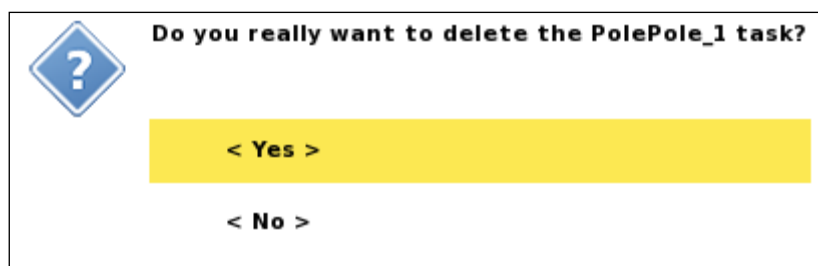 Do you really want to delete the PolePole_1 task?
?
< Yes >
< No >